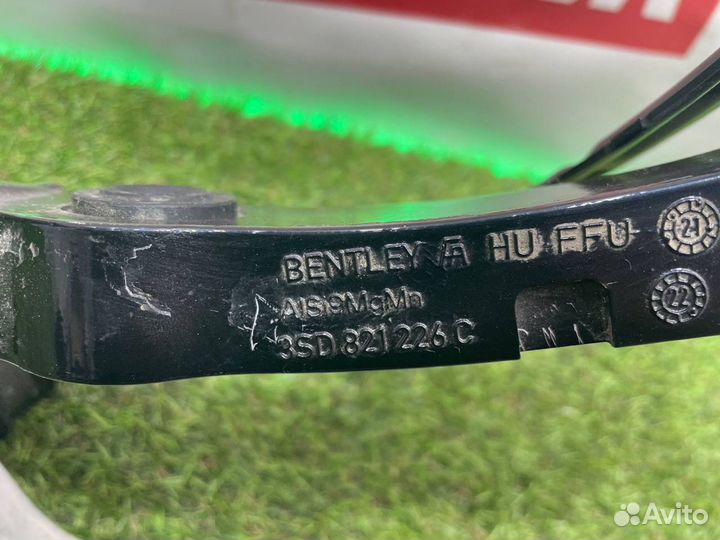 BENTLEY HU FFU
21
22
AlSi9MgMn
3SD 821 226 C
Avito